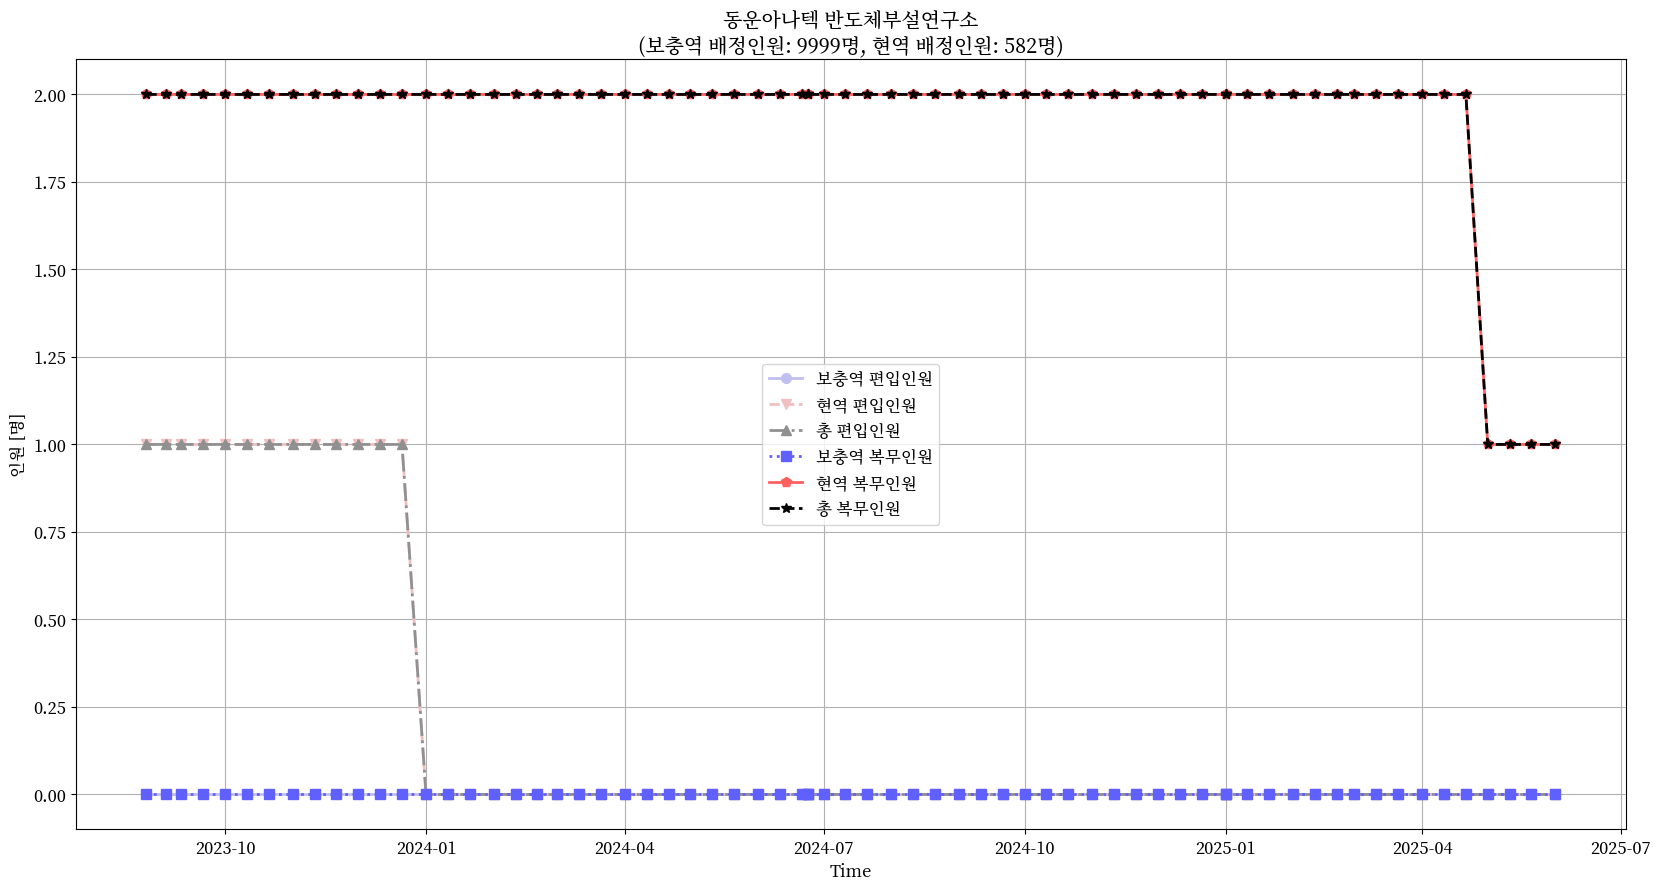 동운아나텍 반도체부설연구소
(보충역 배정인원: 9999명, 현역 배정인원: 582명)
2.00
1.75
1.50
1.25
1.00
0.75
0.50
0.25
0.00
인원 [명]
보충역 편입인원
현역 편입인원
총 편입인원
보충역 복무인원
현역 복무인원
총 복무인원
2023-10
2024-01
2024-04
2024-07
2024-10
2025-01
2025-04
2025-07
Time